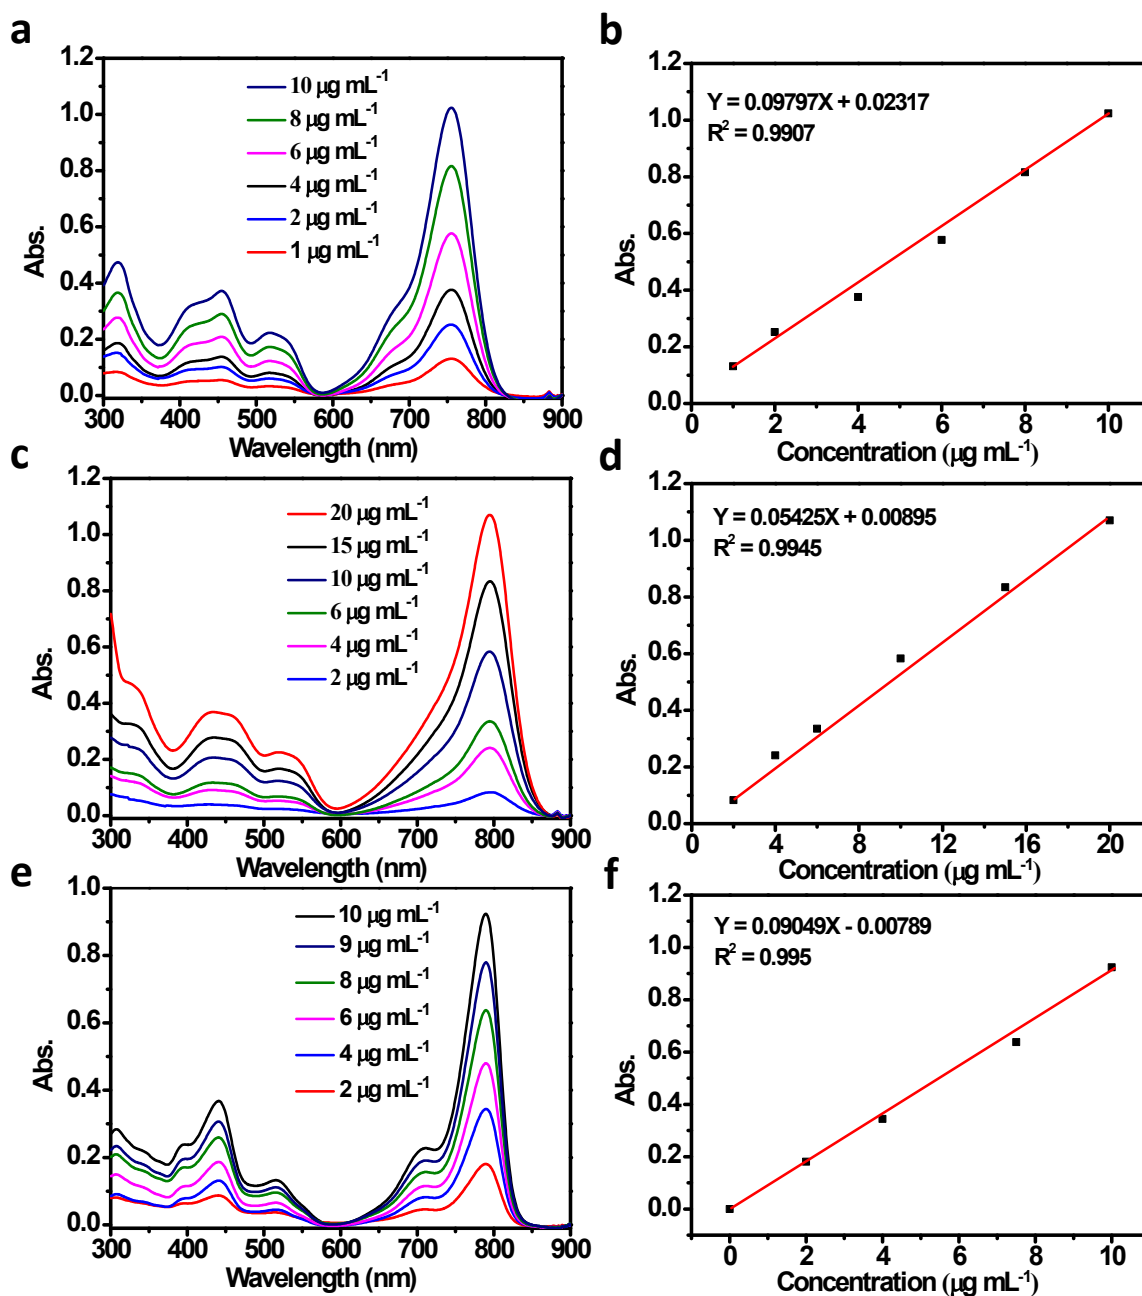 a
1.2
1.0
0.8
0.6
0.4
0.2
0.0
Abs.
10 μg mL⁻¹
8 μg mL⁻¹
6 μg mL⁻¹
4 μg mL⁻¹
2 μg mL⁻¹
1 μg mL⁻¹
300 400 500 600 700 800 900
Wavelength (nm)
b
1.2
1.0
0.8
0.6
0.4
0.2
0.0
Abs.
Y = 0.09797X + 0.02317
R² = 0.9907
2 4 6 8 10
Concentration (μg mL⁻¹)
c
1.2
1.0
0.8
0.6
0.4
0.2
0.0
Abs.
20 μg mL⁻¹
15 μg mL⁻¹
10 μg mL⁻¹
6 μg mL⁻¹
4 μg mL⁻¹
2 μg mL⁻¹
300 400 500 600 700 800 900
Wavelength (nm)
d
1.2
1.0
0.8
0.6
0.4
0.2
0.0
Abs.
Y = 0.05425X + 0.00895
R² = 0.9945
4 8 12 16 20
Concentration (μg mL⁻¹)
e
1.0
0.8
0.6
0.4
0.2
0.0
Abs.
10 μg mL⁻¹
9 μg mL⁻¹
8 μg mL⁻¹
6 μg mL⁻¹
4 μg mL⁻¹
2 μg mL⁻¹
300 400 500 600 700 800 900
Wavelength (nm)
f
1.2
1.0
0.8
0.6
0.4
0.2
0.0
Abs.
Y = 0.09049X - 0.00789
R² = 0.995
0 2 4 6 8 10
Concentration (μg mL⁻¹)